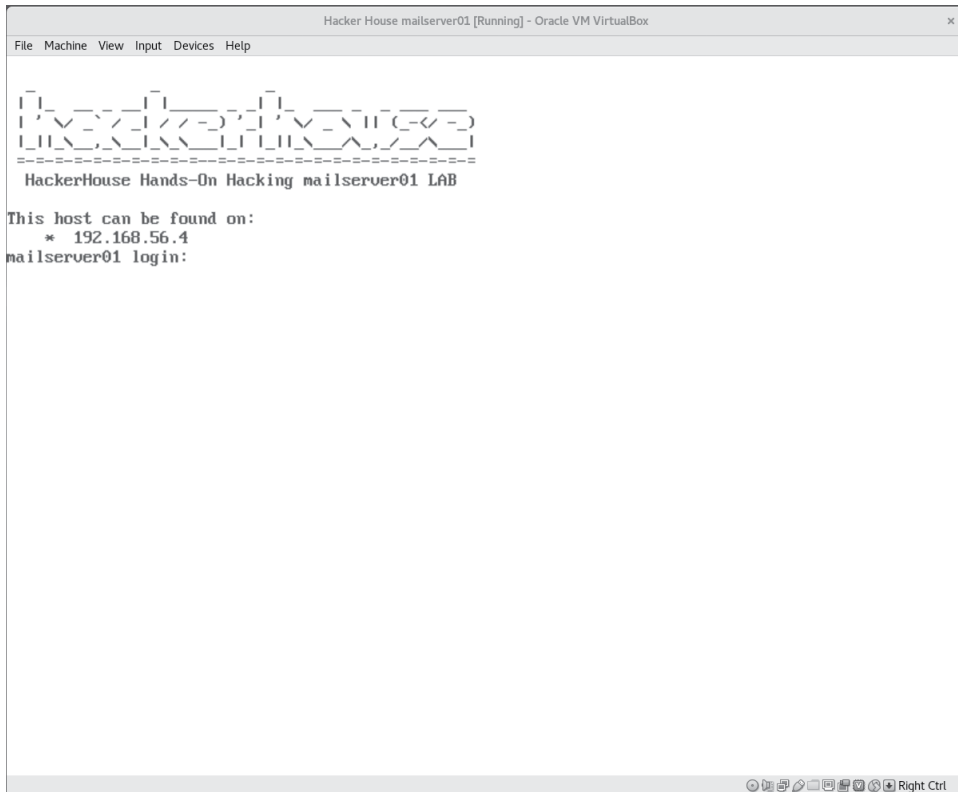 Hacker House mailserver01 [Running] - Oracle VM VirtualBox
File Machine View Input Devices Help
hackerhouse
=-=-=-=-=-=-=-=-=-=--=-=-=-=-=-=-=-=-=-=-=-=-=-=
HackerHouse Hands-On Hacking mailserver01 LAB
This host can be found on:
* 192.168.56.4
mailserver01 login:
Right Ctrl